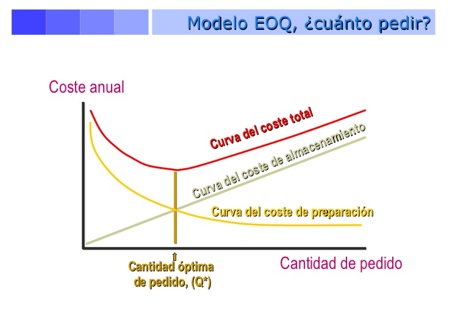 Modelo EOQ, ¿cuánto pedir?
Coste anual
Curva del coste total
Curva del coste de almacenamiento
Curva del coste de preparación
Cantidad óptima
de pedido, (Q*)
Cantidad de pedido